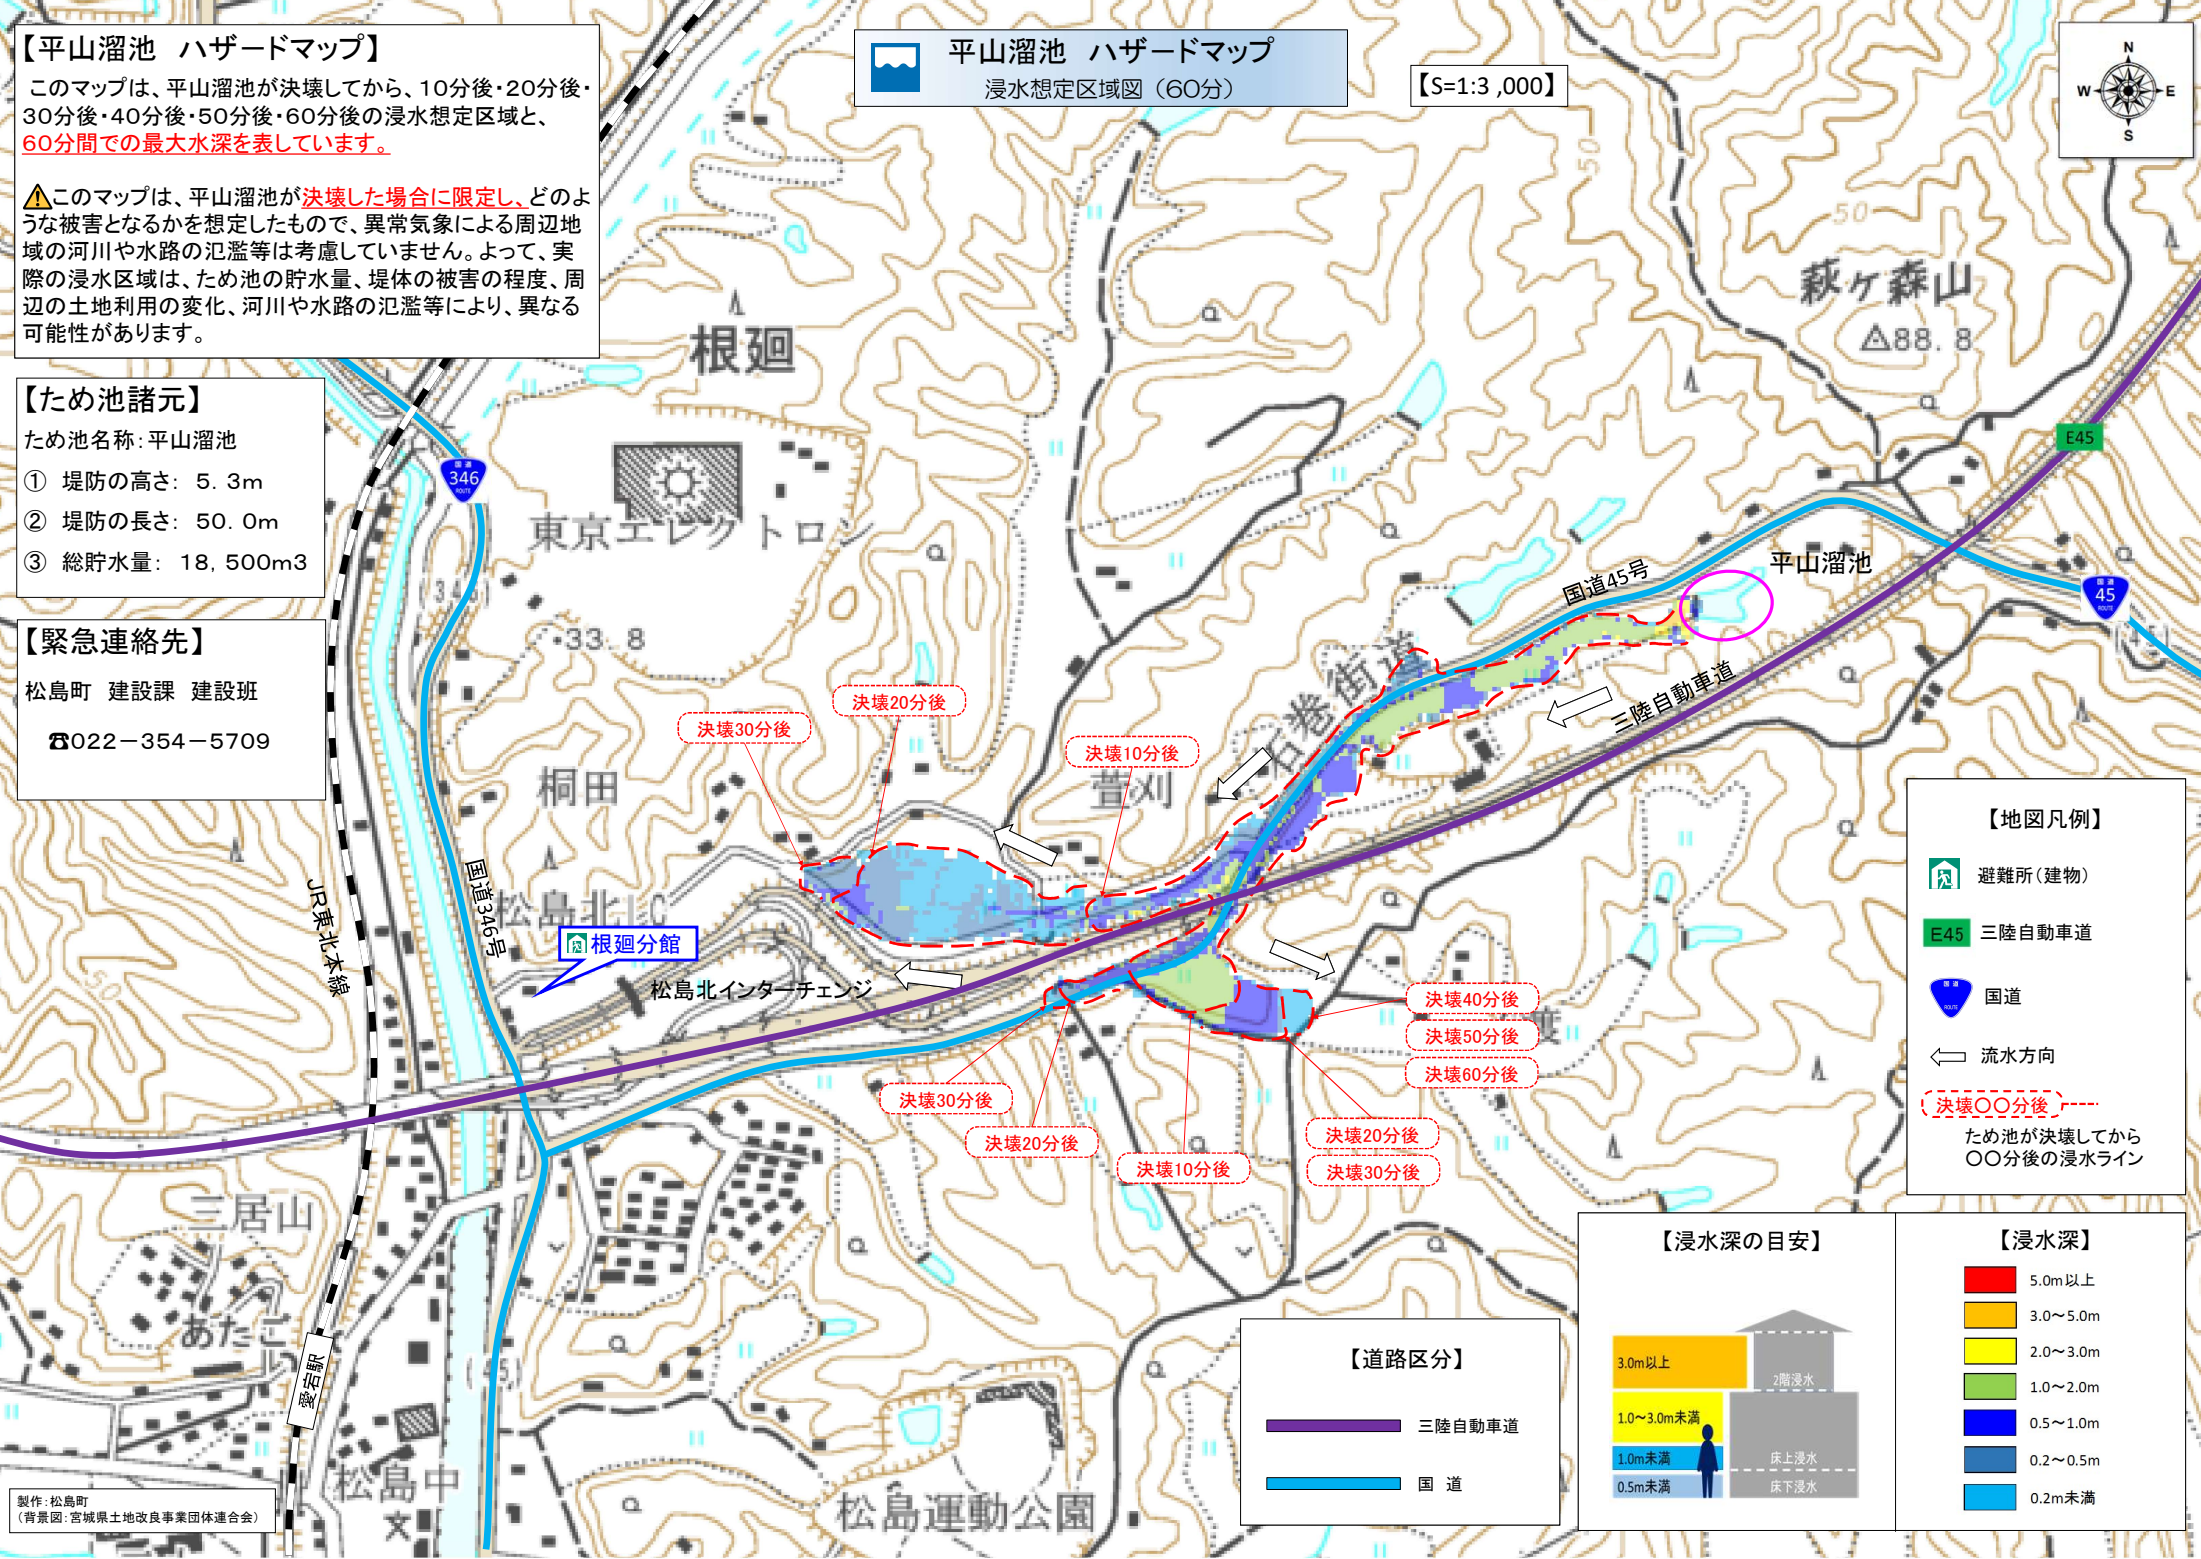 【平山溜池 ハザードマップ】
このマップは、平山溜池が決壊してから、10分後・20分後・
30分後・40分後・50分後・60分後の浸水想定区域と、
60分間での最大水深を表しています。
⚠このマップは、平山溜池が決壊した場合に限定し、どのよ
うな被害となるかを想定したもので、異常気象による周辺地
域の河川や水路の氾濫等は考慮していません。よって、実
際の浸水区域は、ため池の貯水量、堤体の被害の程度、周
辺の土地利用の変化、河川や水路の氾濫等により、異なる
可能性があります。
平山溜池 ハザードマップ
浸水想定区域図（60分）
【S=1:3,000】
N
W E
S
【ため池諸元】
ため池名称：平山溜池
① 堤防の高さ： 5．3m
② 堤防の長さ： 50．0m
③ 総貯水量： 18，500m3
【緊急連絡先】
松島町 建設課 建設班
☎022－354－5709
根廻
50
50
萩ケ森山
88.8
E45
国道
346
ROUTE
東京エレクトロン
33.8
国道45号
平山溜池
国道
45
ROUTE
石巻街道
三陸自動車道
決壊20分後
決壊30分後
決壊10分後
桐田
萱刈
国道346号
松島北IC
根廻分館
JR東北本線
50
松島北インターチェンジ
決壊40分後
決壊50分後
決壊60分後
決壊30分後
決壊20分後
決壊10分後
決壊20分後
決壊30分後
三居山
あたご
愛宕駅
(45)
松島中
文
松島運動公園
【地図凡例】
避難所（建物）
E45 三陸自動車道
国道
ROUTE
国道
流水方向
決壊〇〇分後
ため池が決壊してから
〇〇分後の浸水ライン
【道路区分】
三陸自動車道
国 道
【浸水深の目安】
3.0m以上
2階浸水
1.0～3.0m未満
1.0m未満
床上浸水
0.5m未満
床下浸水
【浸水深】
5.0m以上
3.0～5.0m
2.0～3.0m
1.0～2.0m
0.5～1.0m
0.2～0.5m
0.2m未満
製作：松島町
（背景図：宮城県土地改良事業団体連合会）